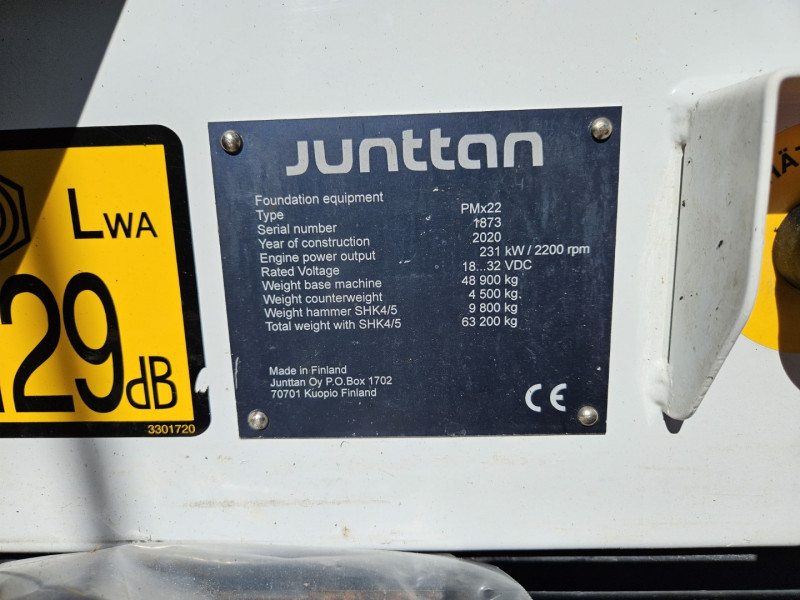 LWA
29 dB
3301720
Junttan
Foundation equipment
Type PMx22
Serial number 1873
Year of construction 2020
Engine power output 231 kW / 2200 rpm
Rated Voltage 18...32 VDC
Weight base machine 48 900 kg
Weight counterweight 4 500 kg
Weight hammer SHK4/5 9 800 kg
Total weight with SHK4/5 63 200 kg
Made in Finland
Junttan Oy P.O.Box 1702
70701 Kuopio Finland
CE